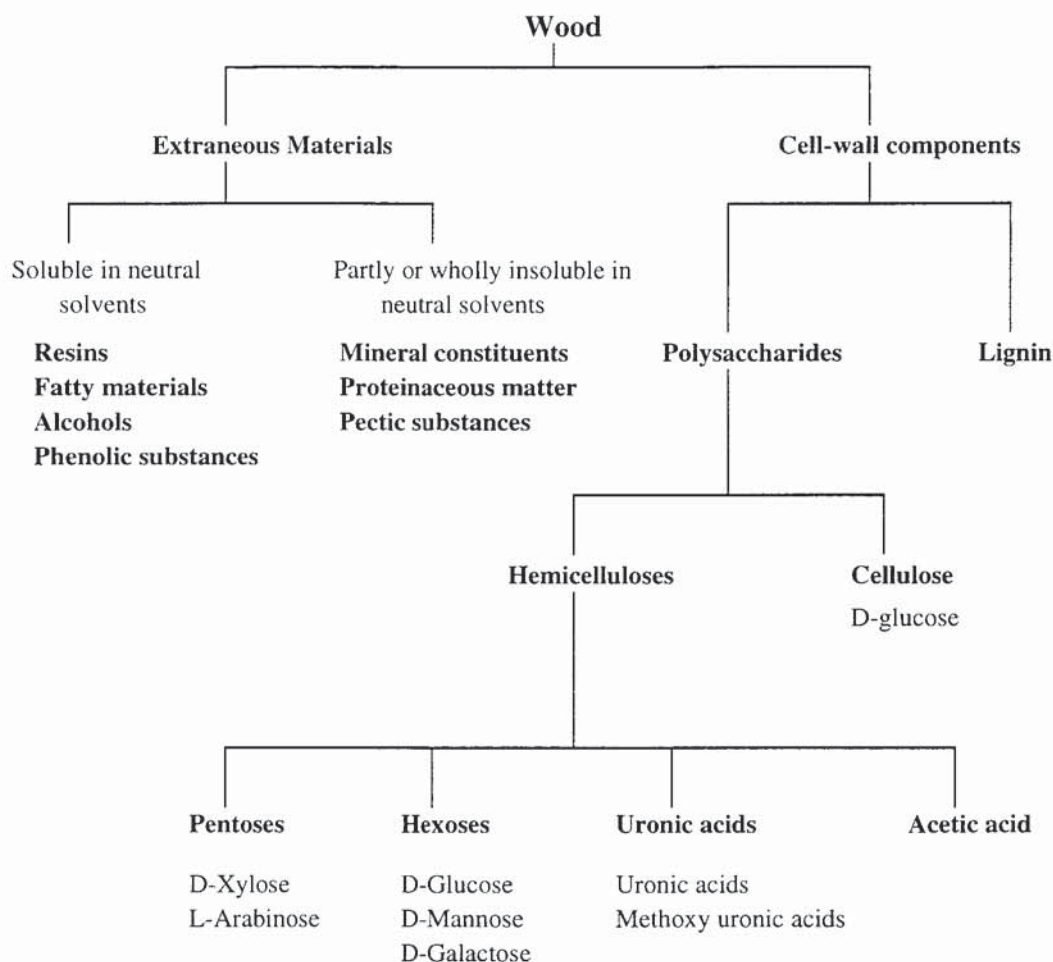 Wood
Extraneous Materials
Cell-wall components
Soluble in neutral
solvents
Resins
Fatty materials
Alcohols
Phenolic substances
Partly or wholly insoluble in
neutral solvents
Mineral constituents
Proteinaceous matter
Pectic substances
Polysaccharides
Lignin
Hemicelluloses
Cellulose
D-glucose
Pentoses
D-Xylose
L-Arabinose
Hexoses
D-Glucose
D-Mannose
D-Galactose
Uronic acids
Uronic acids
Methoxy uronic acids
Acetic acid